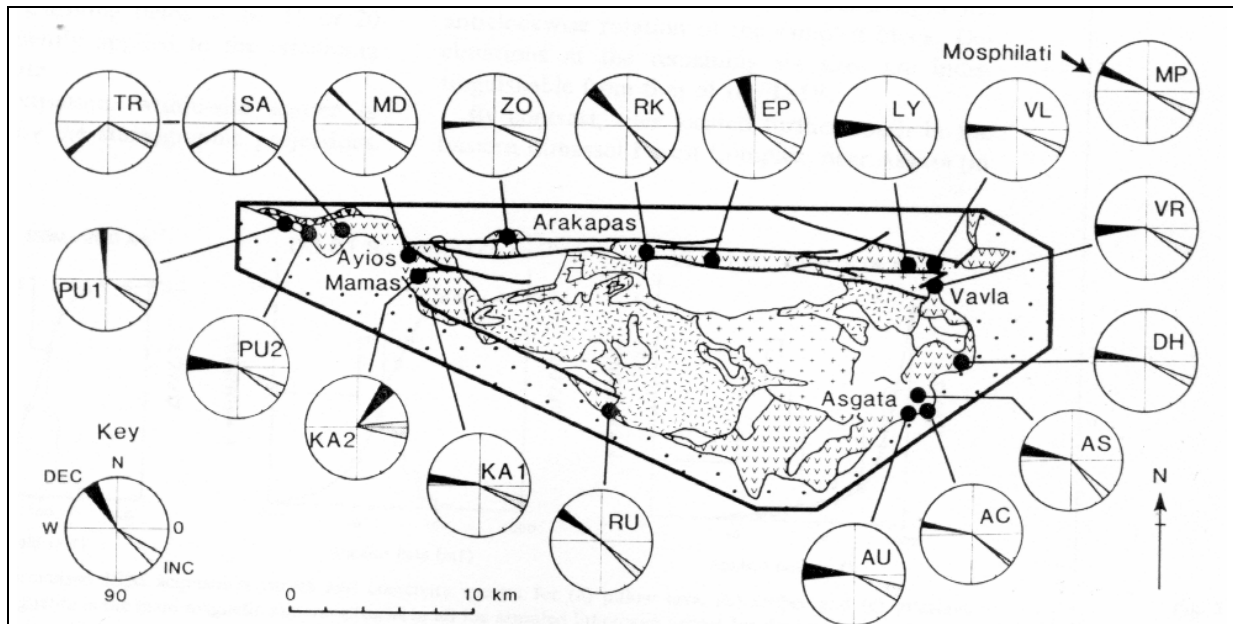 Mosphilati
MP
TR
SA
MD
ZO
RK
EP
LY
VL
VR
Arakapas
Ayios
Mamas
PU1
Vavla
PU2
DH
Asgata
KA2
KA1
AS
Key
N
DEC
W
O
INC
90
RU
AC
AU
N
0
10 km